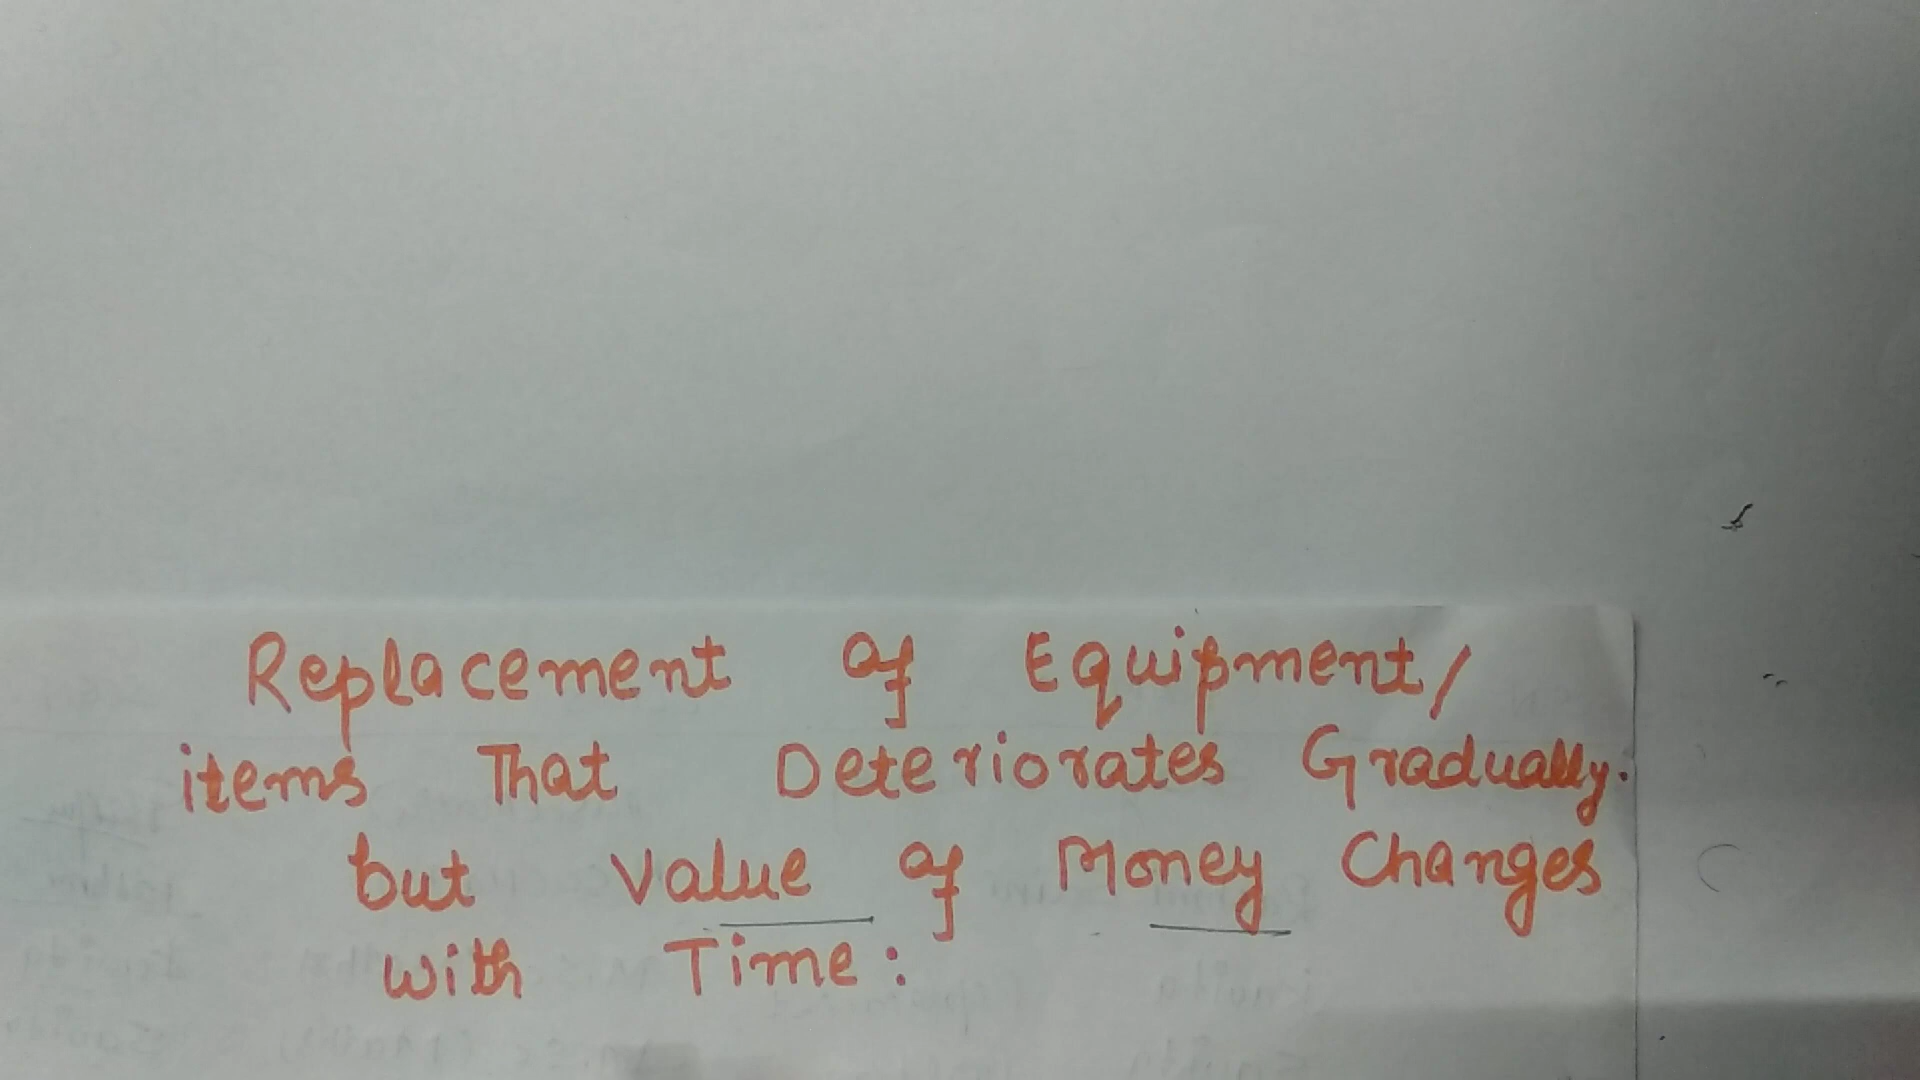 Replacement of Equipment/
items That Deteriorates Gradually.
but Value of Money Changes
with Time: